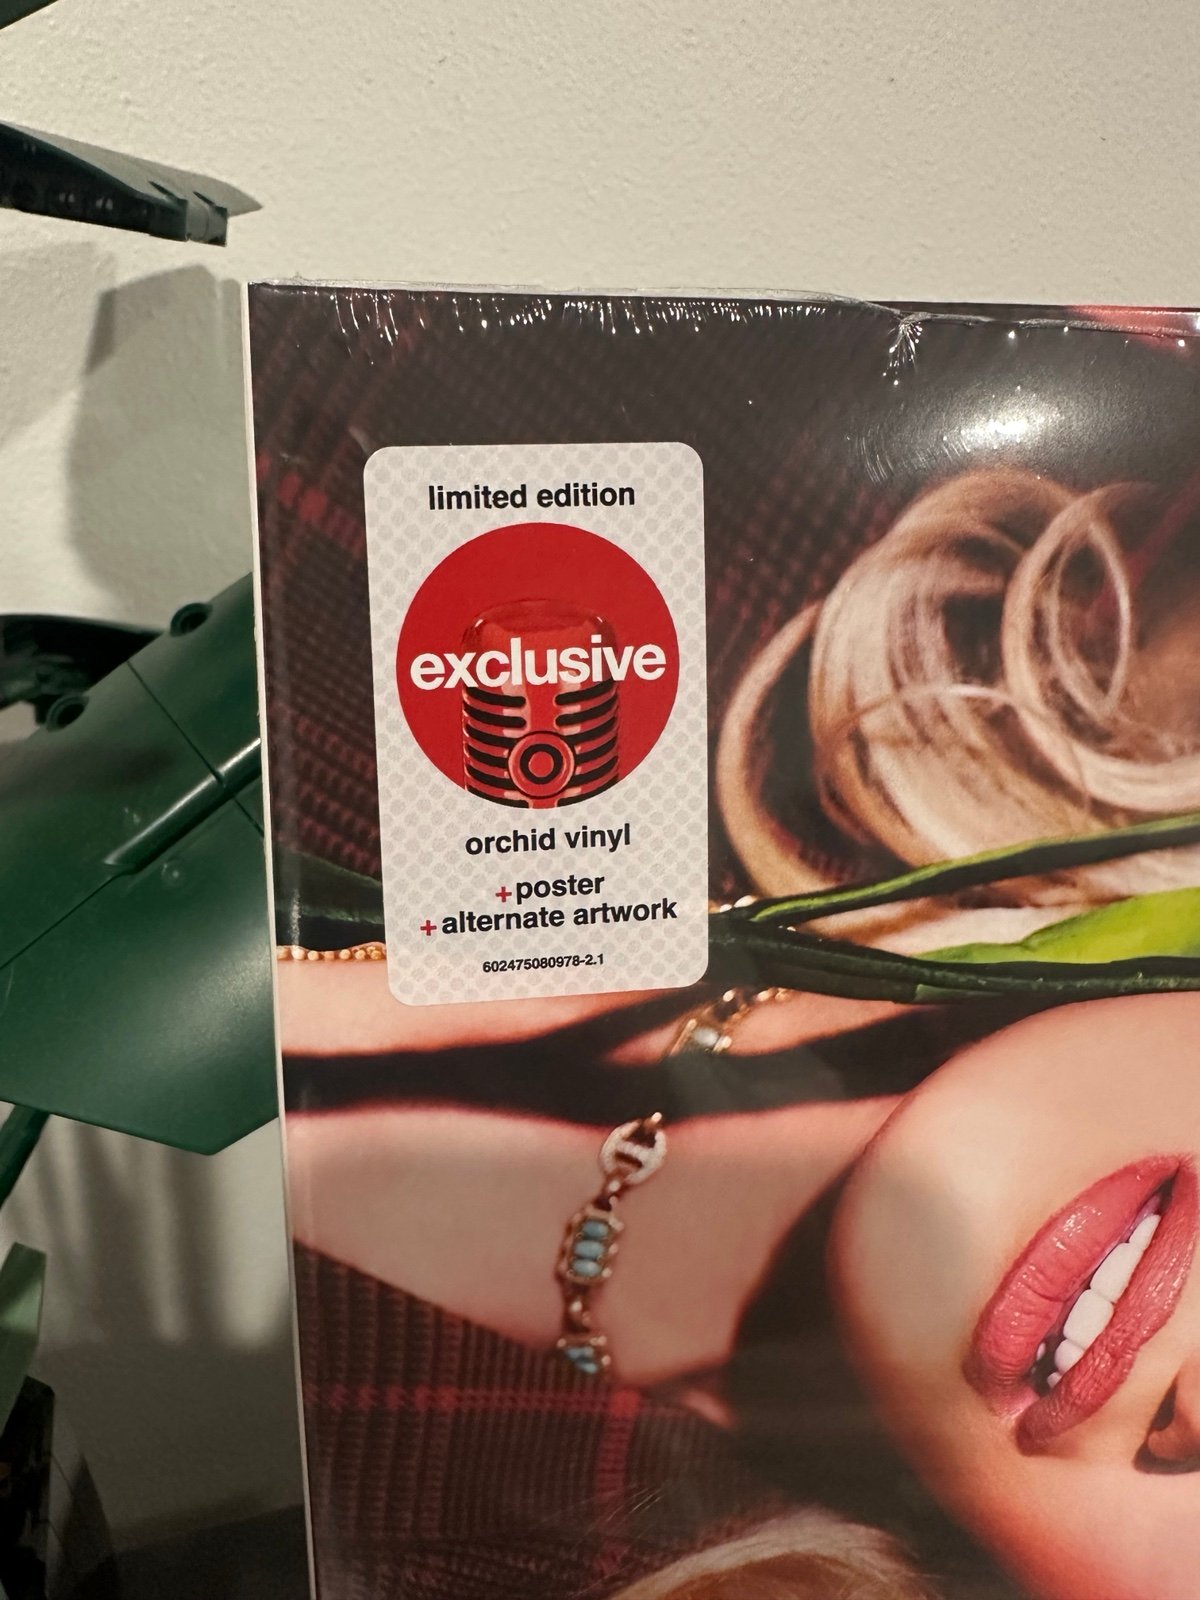 limited edition
exclusive
orchid vinyl
+poster
+alternate artwork
602475080978-2.1